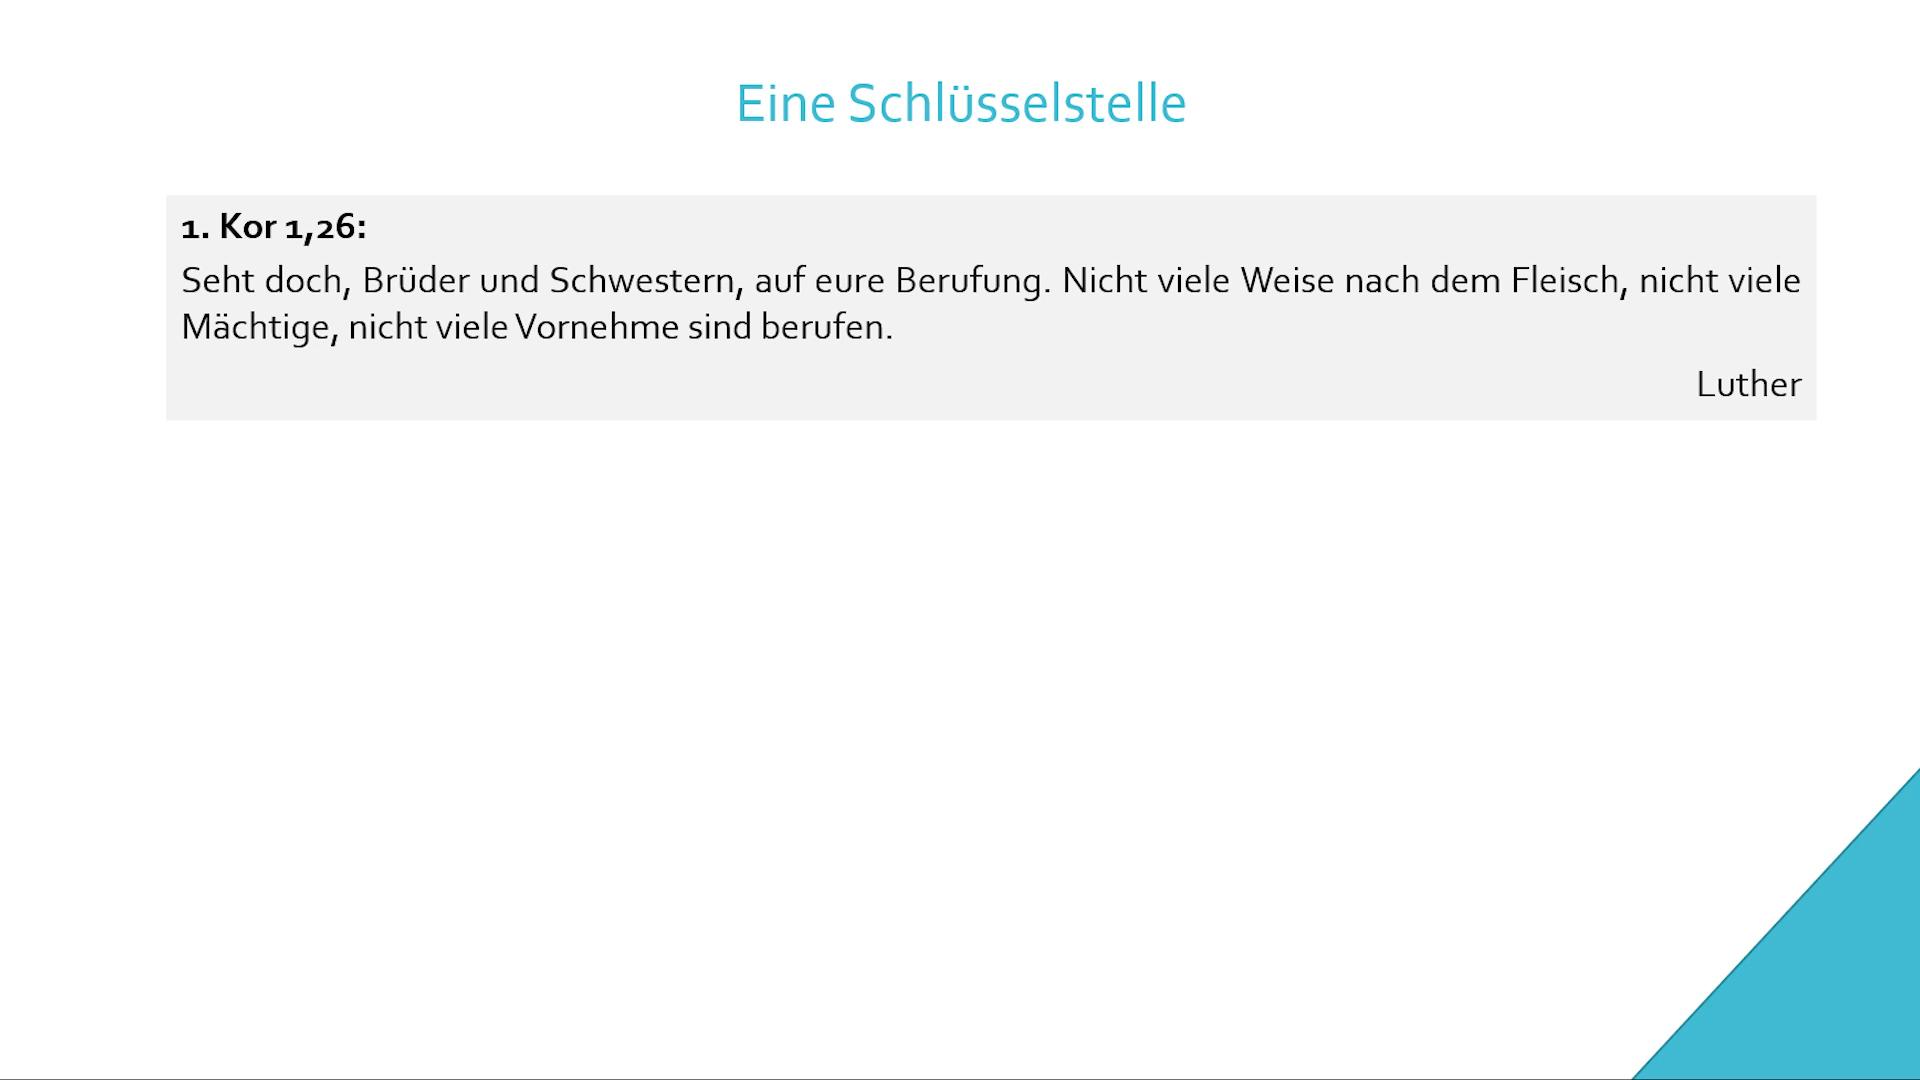 Eine Schlüsselstelle
1. Kor 1,26:
Seht doch, Brüder und Schwestern, auf eure Berufung. Nicht viele Weise nach dem Fleisch, nicht viele
Mächtige, nicht viele Vornehme sind berufen.
Luther